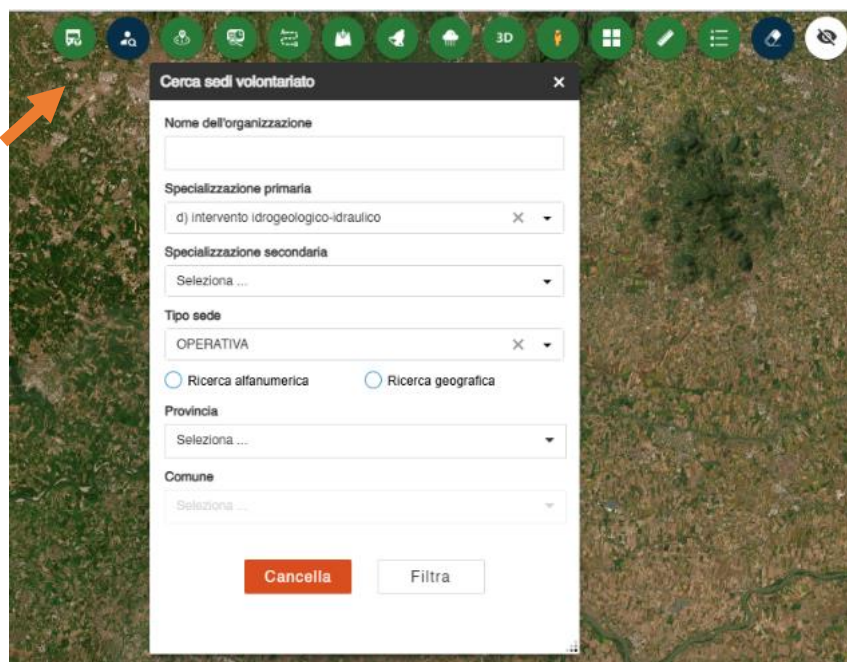 3D
Cerca sedi volontariato
Nome dell'organizzazione
Specializzazione primaria
d) intervento idrogeologico-idraulico
Specializzazione secondaria
Seleziona ...
Tipo sede
OPERATIVA
Ricerca alfanumerica Ricerca geografica
Provincia
Seleziona ...
Comune
Seleziona ...
Cancella Filtra